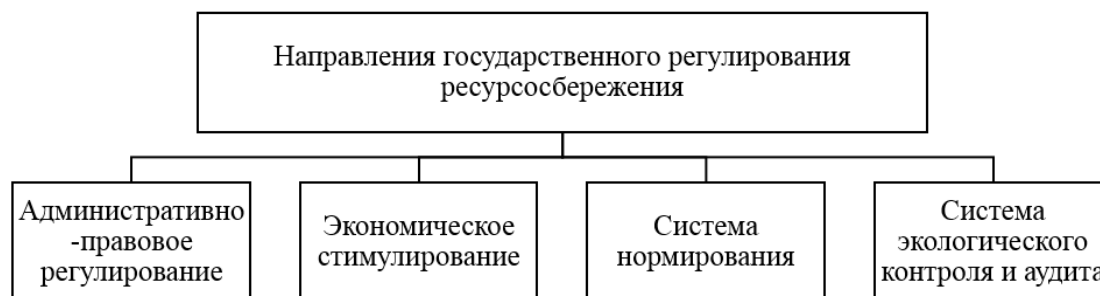 Направления государственного регулирования
ресурсосбережения
Административно
-правовое
регулирование
Экономическое
стимулирование
Система
нормирования
Система
экологического
контроля и аудита